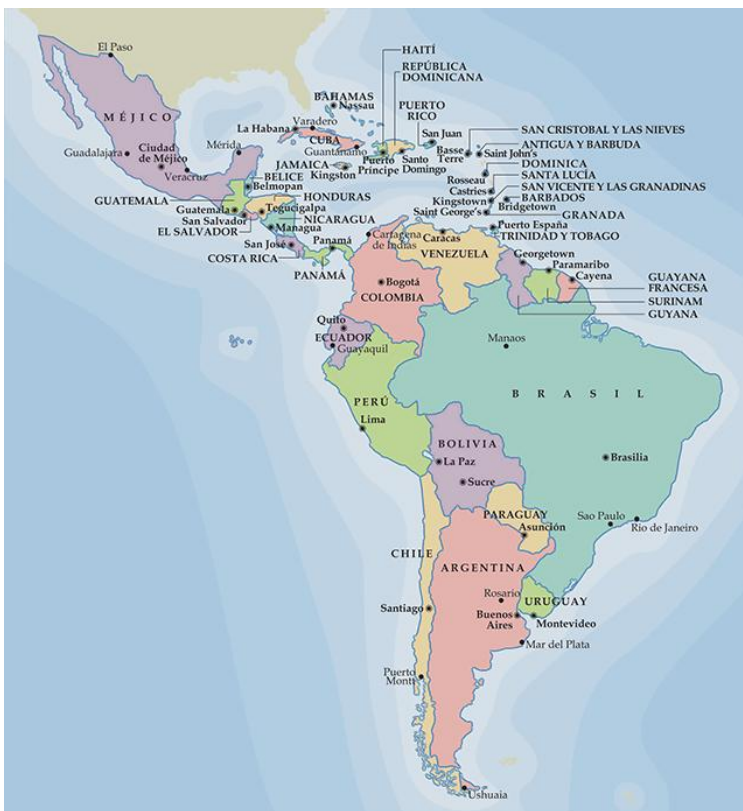 El Paso
MÉJICO
Guadalajara
Ciudad
de Méjico
Veracruz
Mérida
BAHAMAS
Nassau
La Habana
Varadero
CUBA
Guantánamo
HAITÍ
REPÚBLICA
DOMINICANA
PUERTO
RICO
San Juan
JAMAICA
Kingston
Puerto
Príncipe
Santo
Domingo
Basse
Terre
SAN CRISTOBAL Y LAS NIEVES
ANTIGUA Y BARBUDA
Saint John's
DOMINICA
Rosseau
SANTA LUCÍA
Castries
SAN VICENTE Y LAS GRANADINAS
Kingstown
BARBADOS
Bridgetown
Saint George's
GRANADA
Puerto España
TRINIDAD Y TOBAGO
BELICE
Belmopan
GUATEMALA
Guatemala
HONDURAS
Tegucigalpa
San Salvador
EL SALVADOR
NICARAGUA
Managua
San José
COSTA RICA
Panamá
PANAMÁ
Cartagena
de Indias
Caracas
VENEZUELA
Georgetown
Paramaribo
Cayena
GUAYANA
FRANCESA
SURINAM
GUYANA
Bogotá
COLOMBIA
Quito
ECUADOR
Guayaquil
Manaos
BRASIL
PERÚ
Lima
BOLIVIA
La Paz
Sucre
Brasilia
PARAGUAY
Asunción
Sao Paulo
Río de Janeiro
CHILE
ARGENTINA
Rosario
URUGUAY
Santiago
Buenos
Aires
Montevideo
Mar del Plata
Puerto
Montt
Ushuaia